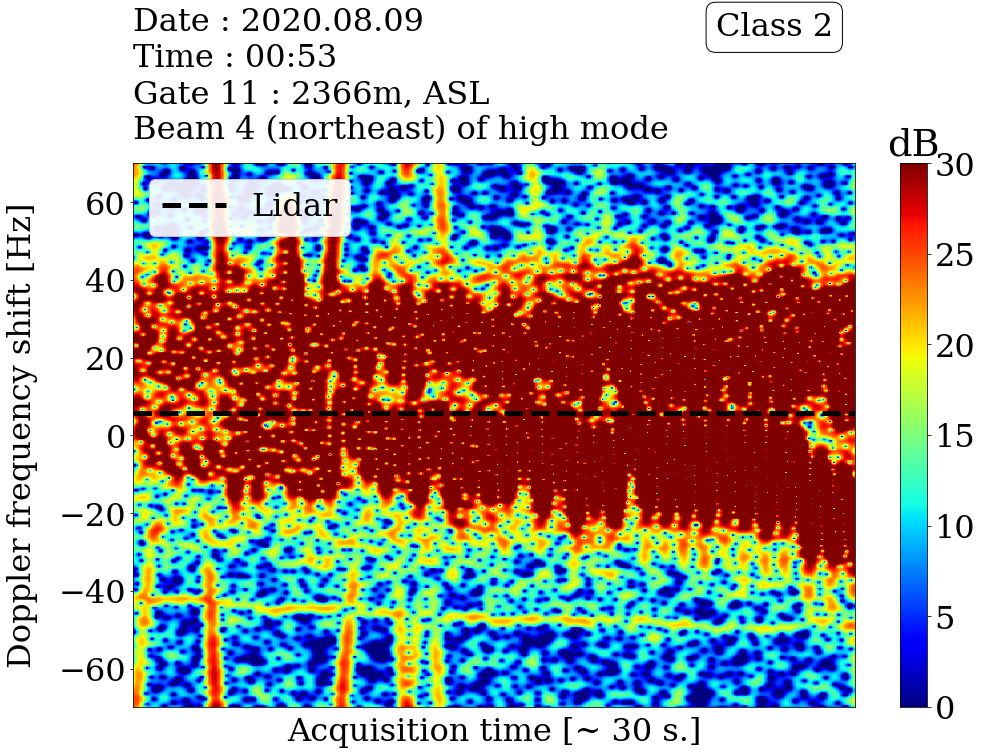 Date : 2020.08.09
Time : 00:53
Gate 11 : 2366m, ASL
Beam 4 (northeast) of high mode
Class 2
dB
Lidar
Doppler frequency shift [Hz]
60
40
20
0
−20
−40
−60
30
25
20
15
10
5
0
Acquisition time [~ 30 s.]